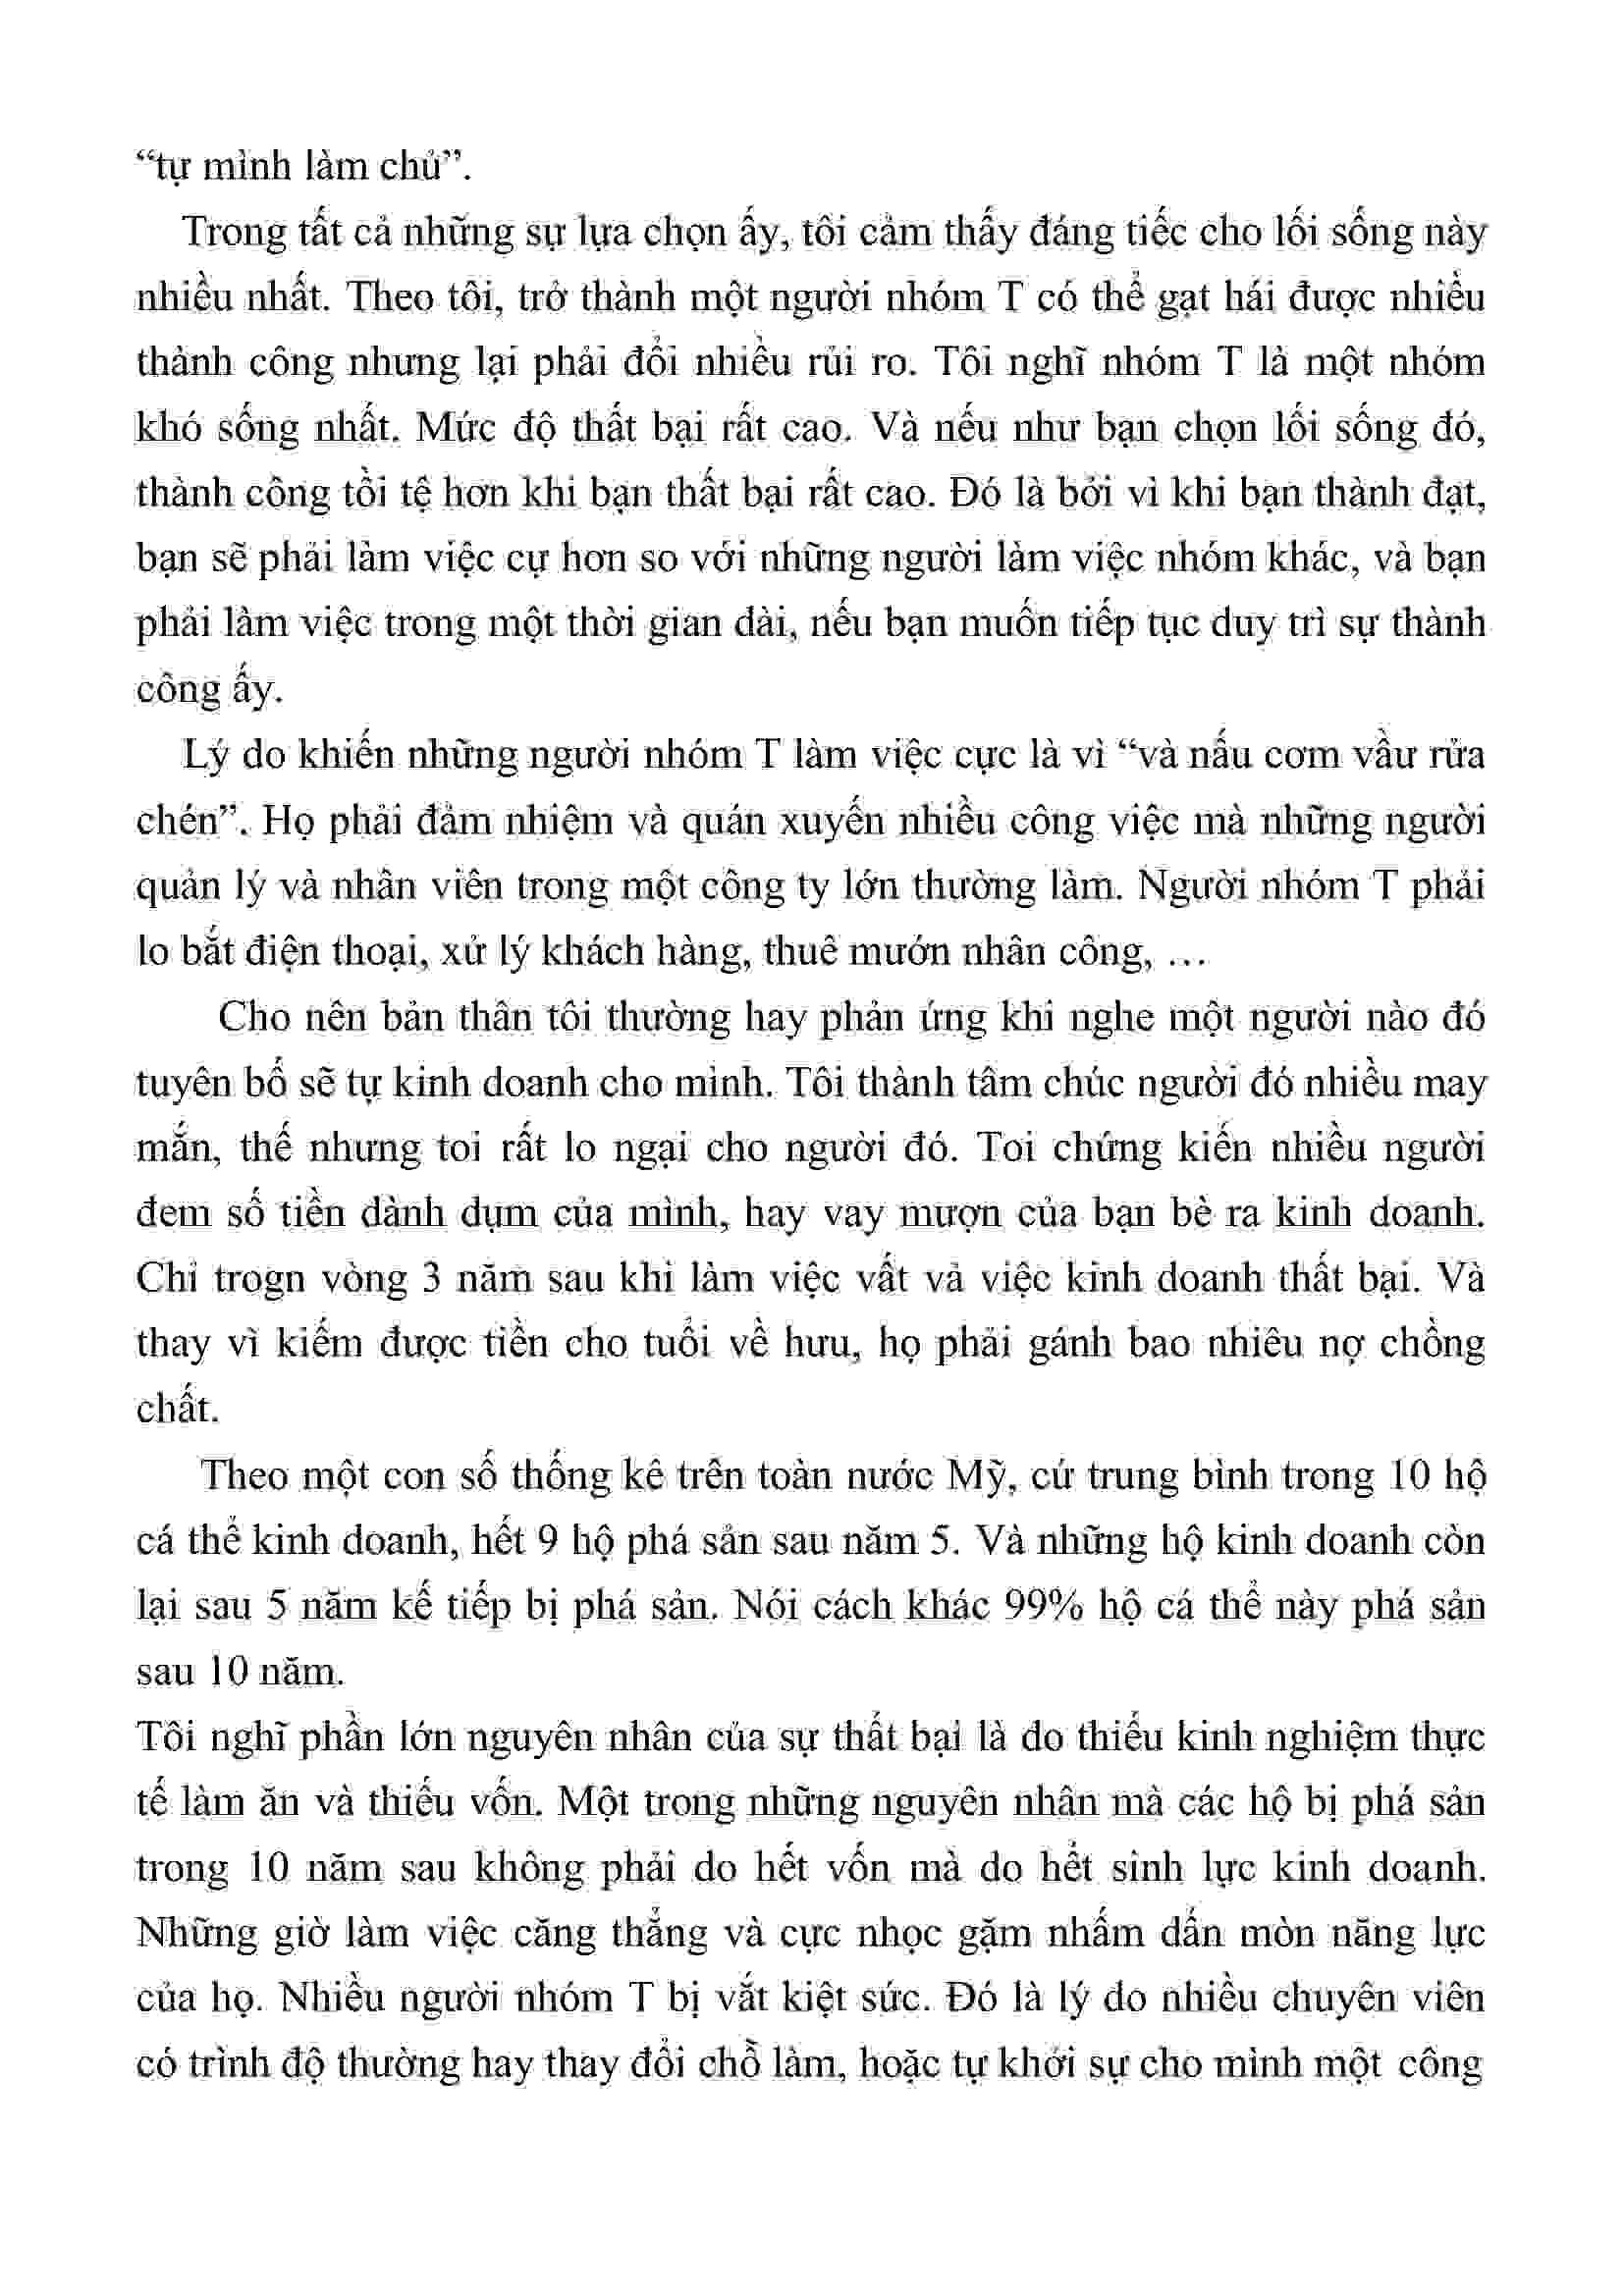 “tự mình làm chủ”.
Trong tất cả những sự lựa chọn ấy, tôi cảm thấy đáng tiếc cho lối sống này
nhiều nhất. Theo tôi, trở thành một người nhóm T có thể gạt hái được nhiều
thành công nhưng lại phải đổi nhiều rủi ro. Tôi nghĩ nhóm T là một nhóm
khó sống nhất. Mức độ thất bại rất cao. Và nếu như bạn chọn lối sống đó,
thành công tồi tệ hơn khi bạn thất bại rất cao. Đó là bởi vì khi bạn thành đạt,
bạn sẽ phải làm việc cự hơn so với những người làm việc nhóm khác, và bạn
phải làm việc trong một thời gian dài, nếu bạn muốn tiếp tục duy trì sự thành
công ấy.
Lý do khiến những người nhóm T làm việc cực là vì “và nấu cơm vầư rửa
chén”. Họ phải đảm nhiệm và quán xuyến nhiều công việc mà những người
quản lý và nhân viên trong một công ty lớn thường làm. Người nhóm T phải
lo bắt điện thoại, xử lý khách hàng, thuê mướn nhân công, …
Cho nên bản thân tôi thường hay phản ứng khi nghe một người nào đó
tuyên bố sẽ tự kinh doanh cho mình. Tôi thành tâm chúc người đó nhiều may
mắn, thế nhưng toi rất lo ngại cho người đó. Toi chứng kiến nhiều người
đem số tiền dành dụm của mình, hay vay mượn của bạn bè ra kinh doanh.
Chỉ trogn vòng 3 năm sau khi làm việc vất vả việc kinh doanh thất bại. Và
thay vì kiếm được tiền cho tuổi về hưu, họ phải gánh bao nhiêu nợ chồng
chất.
Theo một con số thống kê trên toàn nước Mỹ, cứ trung bình trong 10 hộ
cá thể kinh doanh, hết 9 hộ phá sản sau năm 5. Và những hộ kinh doanh còn
lại sau 5 năm kế tiếp bị phá sản. Nói cách khác 99% hộ cá thể này phá sản
sau 10 năm.
Tôi nghĩ phần lớn nguyên nhân của sự thất bại là do thiếu kinh nghiệm thực
tế làm ăn và thiếu vốn. Một trong những nguyên nhân mà các hộ bị phá sản
trong 10 năm sau không phải do hết vốn mà do hết sinh lực kinh doanh.
Những giờ làm việc căng thẳng và cực nhọc gặm nhấm dấn mòn năng lực
của họ. Nhiều người nhóm T bị vắt kiệt sức. Đó là lý do nhiều chuyên viên
có trình độ thường hay thay đổi chỗ làm, hoặc tự khởi sự cho mình một công